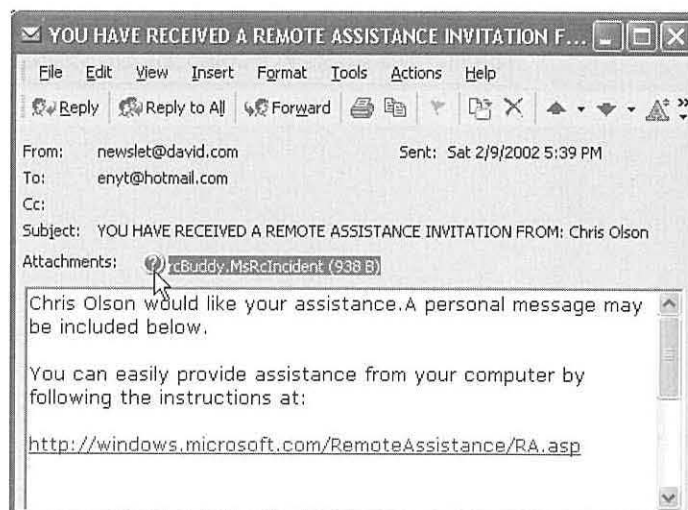 YOU HAVE RECEIVED A REMOTE ASSISTANCE INVITATION F...
File Edit View Insert Format Tools Actions Help
Reply Reply to All Forward
From: newslet@david.com Sent: Sat 2/9/2002 5:39 PM
To: enyt@hotmail.com
Cc:
Subject: YOU HAVE RECEIVED A REMOTE ASSISTANCE INVITATION FROM: Chris Olson
Attachments: rcBuddy.MsRcIncident (938 B)
Chris Olson would like your assistance.A personal message may
be included below.
You can easily provide assistance from your computer by
following the instructions at:
http://windows.microsoft.com/RemoteAssistance/RA.asp